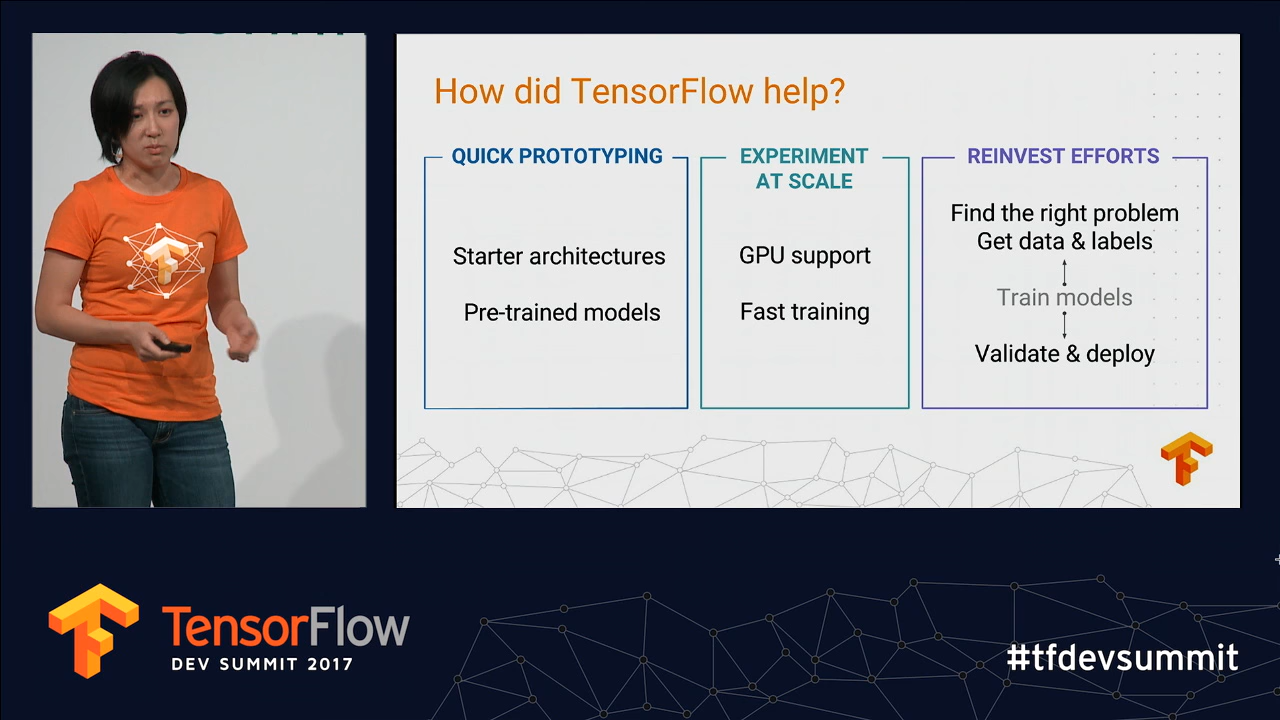 How did TensorFlow help?
QUICK PROTOTYPING
Starter architectures
Pre-trained models
EXPERIMENT
AT SCALE
GPU support
Fast training
REINVEST EFFORTS
Find the right problem
Get data & labels
Train models
Validate & deploy
TensorFlow
DEV SUMMIT 2017
#tfdevsummit